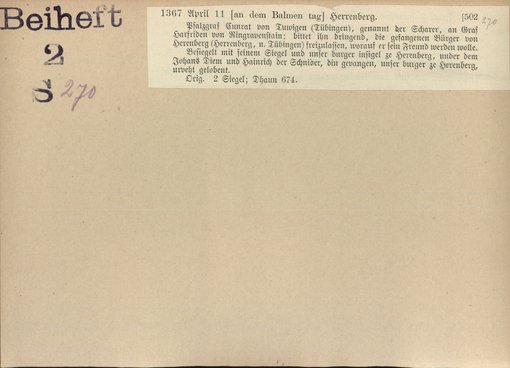 Beiheft
2
S 270
1367 April 11 [an dem Balmen tag] Herrenberg. [502
270
Pfalzgraf Cunrat von Tuwigen (Tübingen), genannt der Scharer, an Graf
Harfriden von Ringravenstain: bittet ihn dringend, die gefangenen Bürger von
Herenberg (Herrenberg, n. Tübingen) freizulassen, worauf er sein Freund werden wolle.
Besiegelt mit seinem Siegel und unser burger insigel ze Herenberg, under dem
Johans Diem und Hainrich der Schnider, die gevangen, unser burger ze Herenberg,
urveht gelobent.
Orig. 2 Siegel; Dhaun 674.